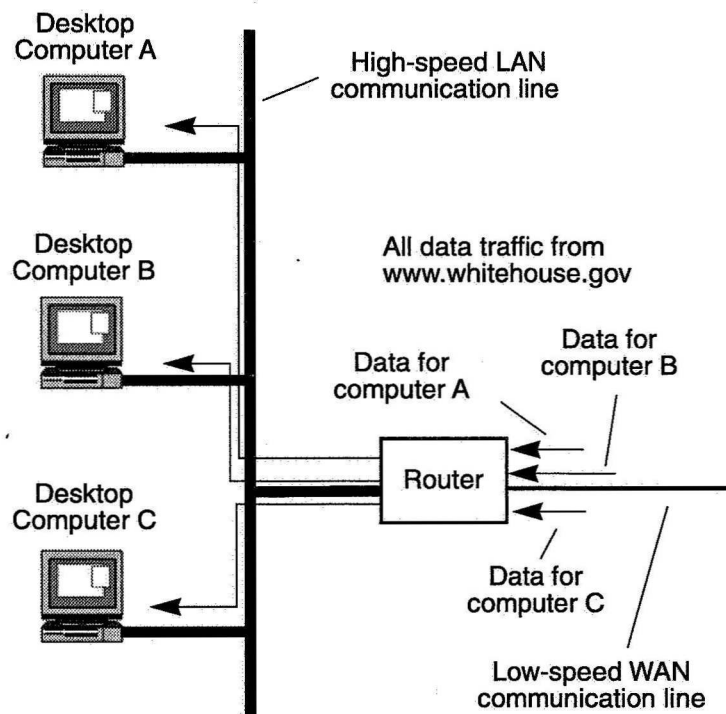 Desktop
Computer A
High-speed LAN
communication line
Desktop
Computer B
All data traffic from
www.whitehouse.gov
Data for
computer A
Data for
computer B
Router
Desktop
Computer C
Data for
computer C
Low-speed WAN
communication line